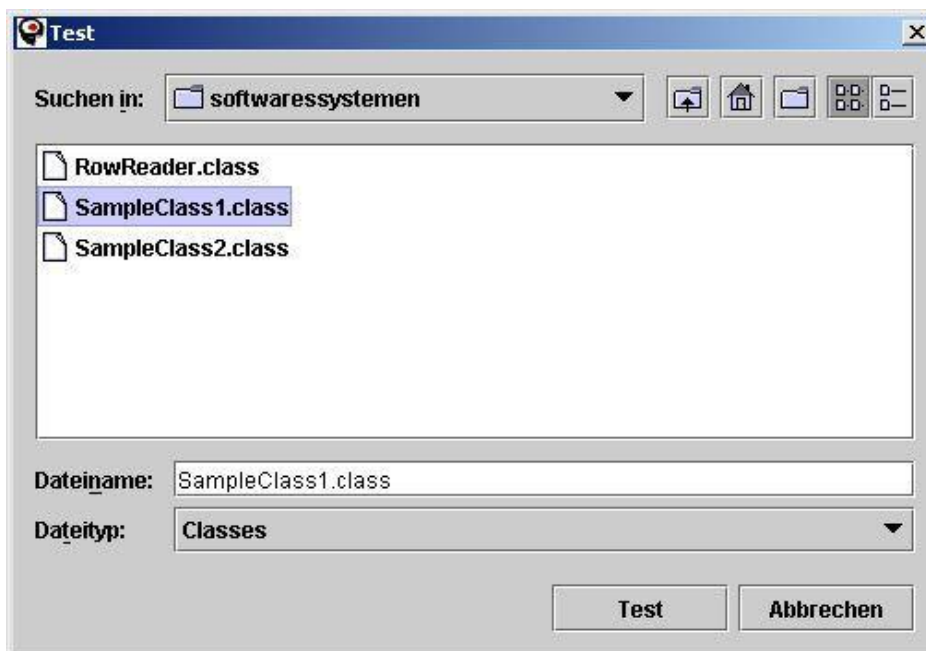 Test
Suchen in: softwaressystemen
RowReader.class
SampleClass1.class
SampleClass2.class
Dateiname: SampleClass1.class
Dateityp: Classes
Test Abbrechen